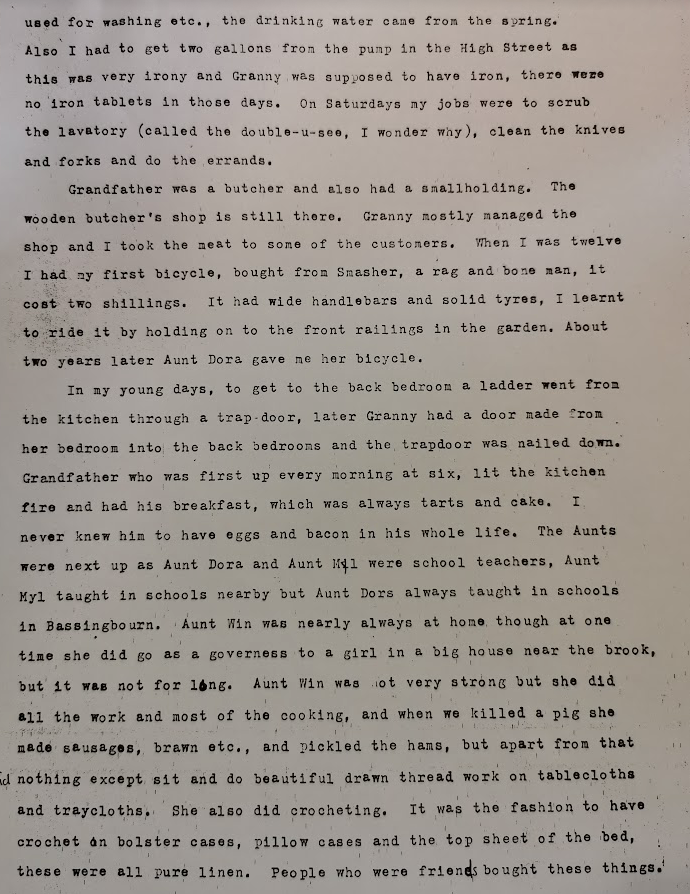 used for washing etc., the drinking water came from the spring.
Also I had to get two gallons from the pump in the High Street as
this was very irony and Granny was supposed to have iron, there were
no iron tablets in those days.  On Saturdays my jobs were to scrub
the lavatory (called the double-u-see, I wonder why), clean the knives
and forks and do the errands.
Grandfather was a butcher and also had a smallholding.  The
wooden butcher's shop is still there.  Granny mostly managed the
shop and I took the meat to some of the customers.  When I was twelve
I had my first bicycle, bought from Smasher, a rag and bone man, it
cost two shillings.  It had wide handlebars and solid tyres, I learnt
to ride it by holding on to the front railings in the garden. About
two years later Aunt Dora gave me her bicycle.
In my young days, to get to the back bedroom a ladder went from
the kitchen through a trap-door, later Granny had a door made from
her bedroom into the back bedrooms and the trapdoor was nailed down.
Grandfather who was first up every morning at six, lit the kitchen
fire and had his breakfast, which was always tarts and cake.  I
never knew him to have eggs and bacon in his whole life.  The Aunts
were next up as Aunt Dora and Aunt Myl were school teachers, Aunt
Myl taught in schools nearby but Aunt Dors always taught in schools
in Bassingbourn.  Aunt Win was nearly always at home though at one
time she did go as a governess to a girl in a big house near the brook,
but it was not for long.  Aunt Win was not very strong but she did
all the work and most of the cooking, and when we killed a pig she
made sausages, brawn etc., and pickled the hams, but apart from that
nothing except sit and do beautiful drawn thread work on tablecloths
and traycloths.  She also did crocheting.  It was the fashion to have
crochet on bolster cases, pillow cases and the top sheet of the bed,
these were all pure linen.  People who were friends bought these things.